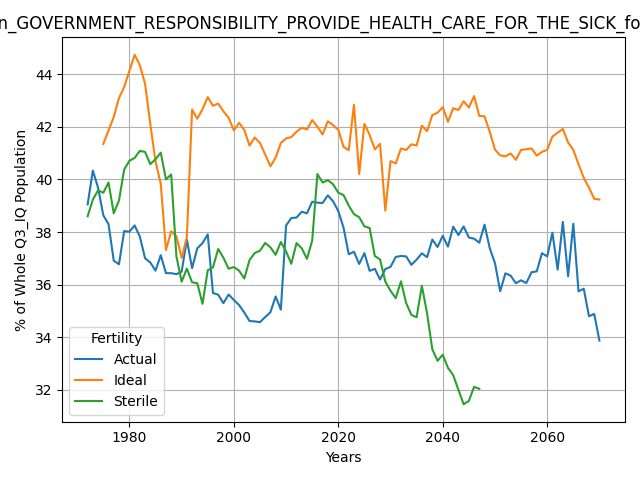 n_GOVERNMENT_RESPONSIBILITY_PROVIDE_HEALTH_CARE_FOR_THE_SICK_fo
% of Whole Q3_IQ Population
44
42
40
38
36
34
32
Fertility
Actual
Ideal
Sterile
1980 2000 2020 2040 2060
Years